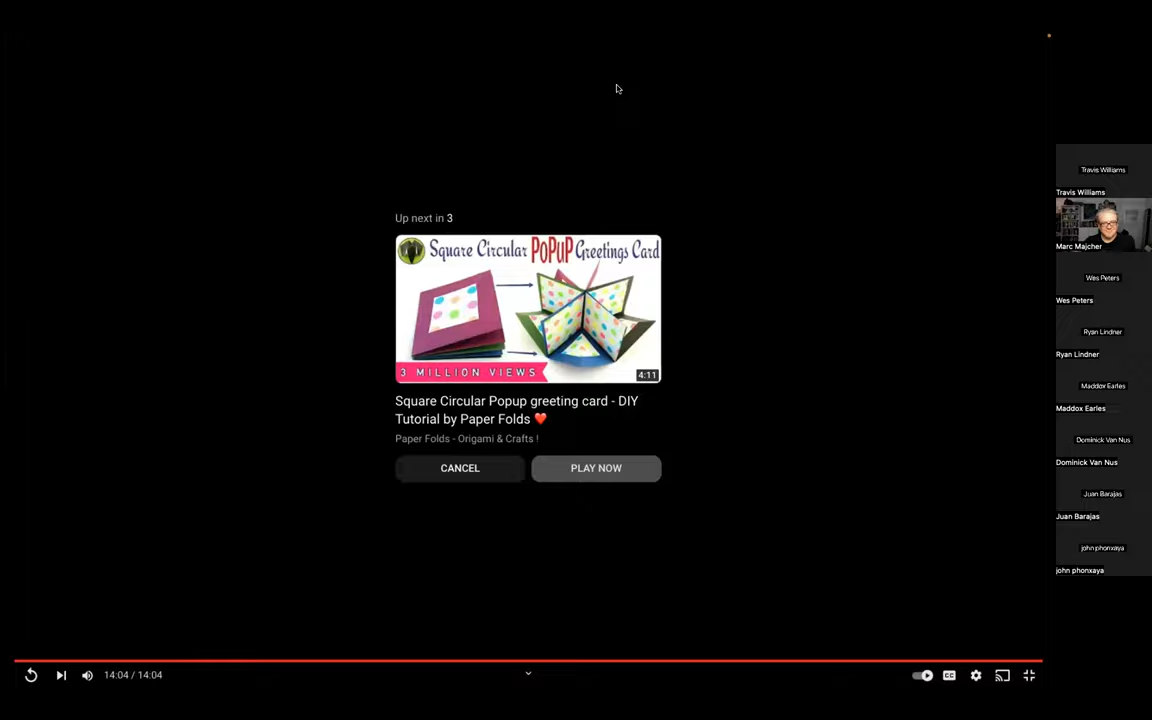 Up next in 3
Square Circular POPUP Greetings Card
3 MILLION VIEWS
4:11
Square Circular Popup greeting card - DIY
Tutorial by Paper Folds ❤️
Paper Folds - Origami & Crafts !
CANCEL
PLAY NOW
14:04 / 14:04
CC
Travis Williams
Travis Williams
Marc Majcher
Wes Peters
Wes Peters
Ryan Lindner
Ryan Lindner
Maddox Earles
Maddox Earles
Dominick Van Nus
Dominick Van Nus
Juan Barajas
Juan Barajas
john phonxaya
john phonxaya